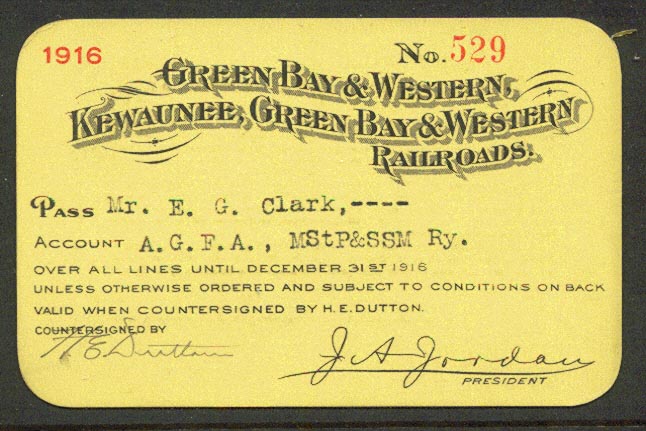 1916 No. 529
GREEN BAY & WESTERN,
KEWAUNEE, GREEN BAY & WESTERN
RAILROADS.
PASS Mr. E. G. Clark,----
ACCOUNT A.G.F.A., MStP&SSM Ry.
OVER ALL LINES UNTIL DECEMBER 31ST 1916
UNLESS OTHERWISE ORDERED AND SUBJECT TO CONDITIONS ON BACK
VALID WHEN COUNTERSIGNED BY H.E. DUTTON.
COUNTERSIGNED BY
H E Dutton J A Jordan
PRESIDENT